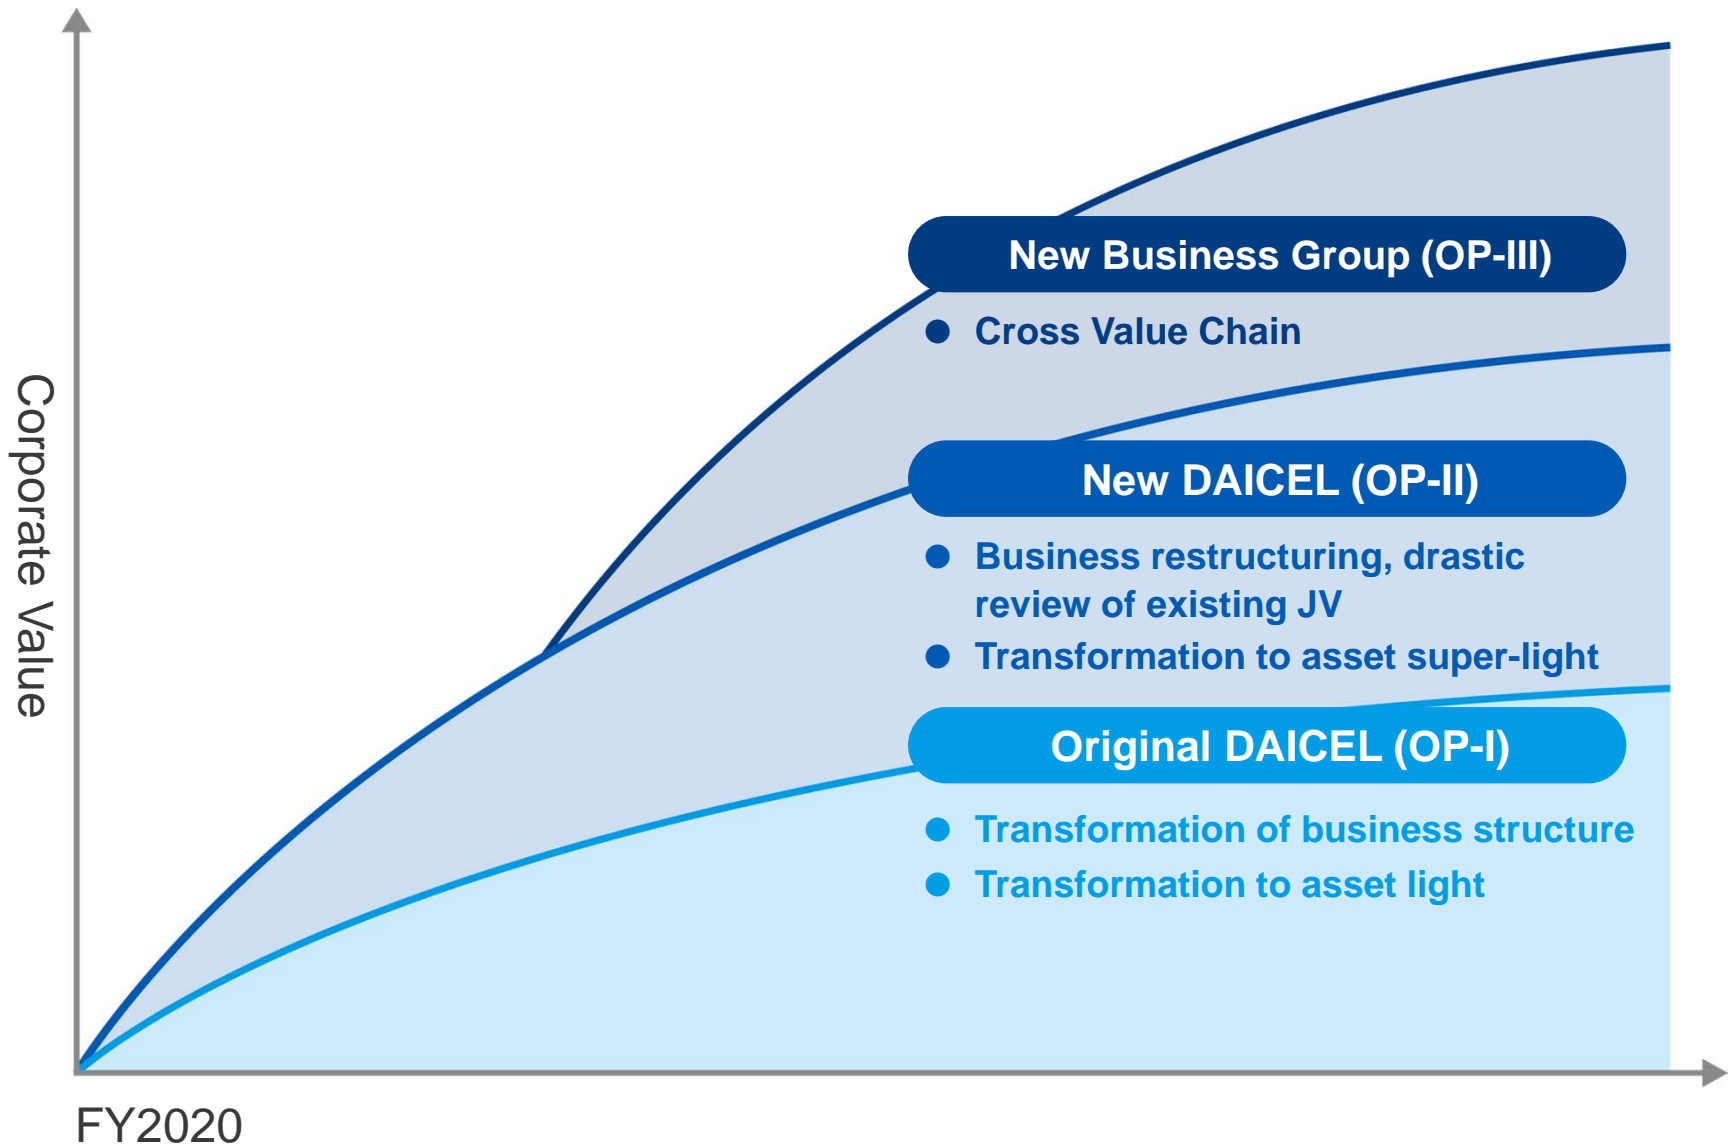 Corporate Value
New Business Group (OP-III)
● Cross Value Chain
New DAICEL (OP-II)
● Business restructuring, drastic
review of existing JV
● Transformation to asset super-light
Original DAICEL (OP-I)
● Transformation of business structure
● Transformation to asset light
FY2020